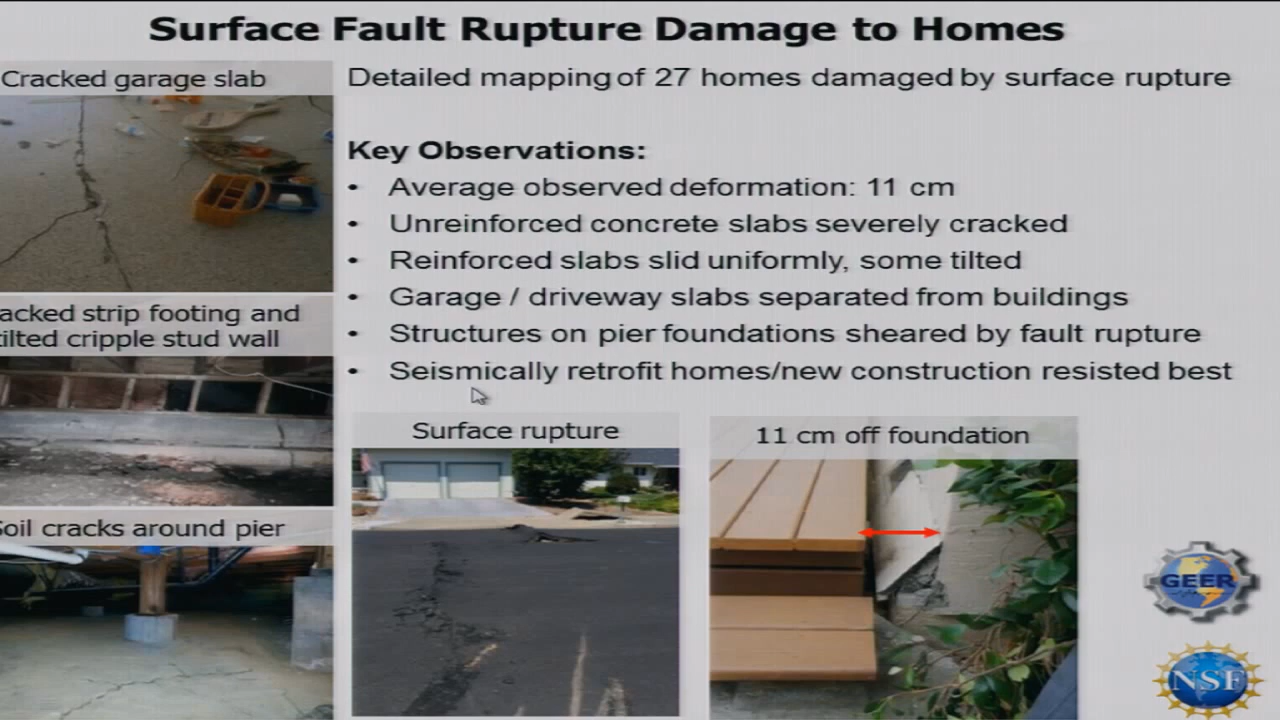 Surface Fault Rupture Damage to Homes
Cracked garage slab
Detailed mapping of 27 homes damaged by surface rupture
Key Observations:
• Average observed deformation: 11 cm
• Unreinforced concrete slabs severely cracked
• Reinforced slabs slid uniformly, some tilted
• Garage / driveway slabs separated from buildings
• Structures on pier foundations sheared by fault rupture
• Seismically retrofit homes/new construction resisted best
acked strip footing and
tilted cripple stud wall
Soil cracks around pier
Surface rupture
11 cm off foundation
GEER
NSF